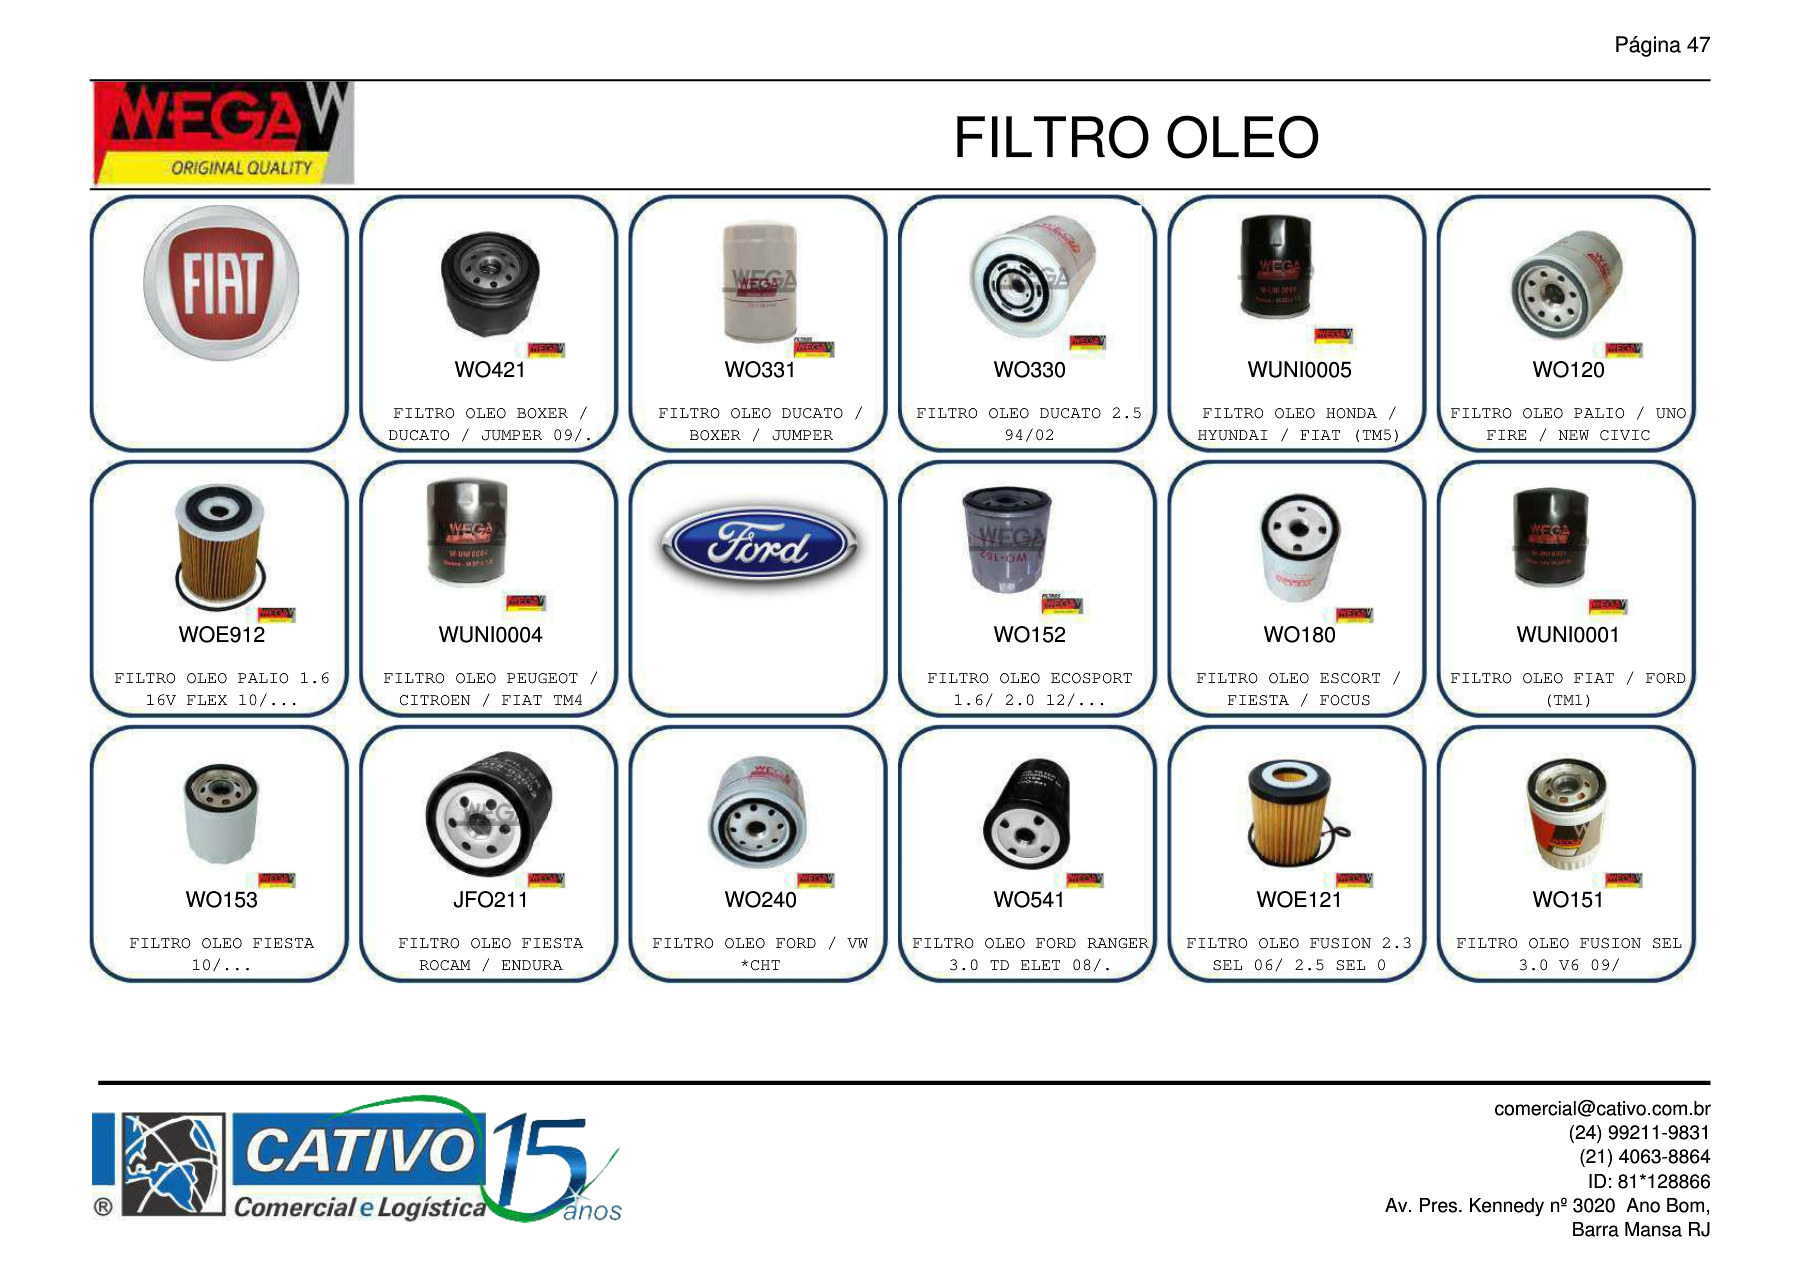 Página 47
WEGA W
ORIGINAL QUALITY
FILTRO OLEO
FIAT
WO421
FILTRO OLEO BOXER /
DUCATO / JUMPER 09/.
WEGA
WO331
FILTRO OLEO DUCATO /
BOXER / JUMPER
WO330
FILTRO OLEO DUCATO 2.5
94/02
WEGA
WUNI0005
FILTRO OLEO HONDA /
HYUNDAI / FIAT (TM5)
WO120
FILTRO OLEO PALIO / UNO
FIRE / NEW CIVIC
WOE912
FILTRO OLEO PALIO 1.6
16V FLEX 10/...
WEGA
WUNI0004
FILTRO OLEO PEUGEOT /
CITROEN / FIAT TM4
Ford
WEGA
WO-162
WO152
FILTRO OLEO ECOSPORT
1.6/ 2.0 12/...
WO180
FILTRO OLEO ESCORT /
FIESTA / FOCUS
WEGA
WUNI0001
FILTRO OLEO FIAT / FORD
(TM1)
WO153
FILTRO OLEO FIESTA
10/...
WEGA
JFO211
FILTRO OLEO FIESTA
ROCAM / ENDURA
WO240
FILTRO OLEO FORD / VW
*CHT
WO541
FILTRO OLEO FORD RANGER
3.0 TD ELET 08/.
WOE121
FILTRO OLEO FUSION 2.3
SEL 06/ 2.5 SEL 0
WO151
FILTRO OLEO FUSION SEL
3.0 V6 09/
CATIVO 15
® Comercial e Logística anos
comercial@cativo.com.br
(24) 99211-9831
(21) 4063-8864
ID: 81*128866
Av. Pres. Kennedy nº 3020 Ano Bom,
Barra Mansa RJ